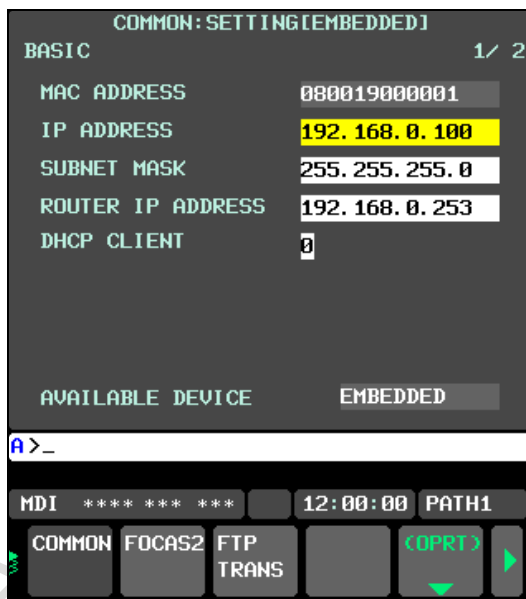 COMMON:SETTING[EMBEDDED]
BASIC 1/ 2
MAC ADDRESS 080019000001
IP ADDRESS 192.168.0.100
SUBNET MASK 255.255.255.0
ROUTER IP ADDRESS 192.168.0.253
DHCP CLIENT 0
AVAILABLE DEVICE EMBEDDED
A>_
MDI **** *** *** 12:00:00 PATH1
COMMON FOCAS2 FTP TRANS (OPRT)